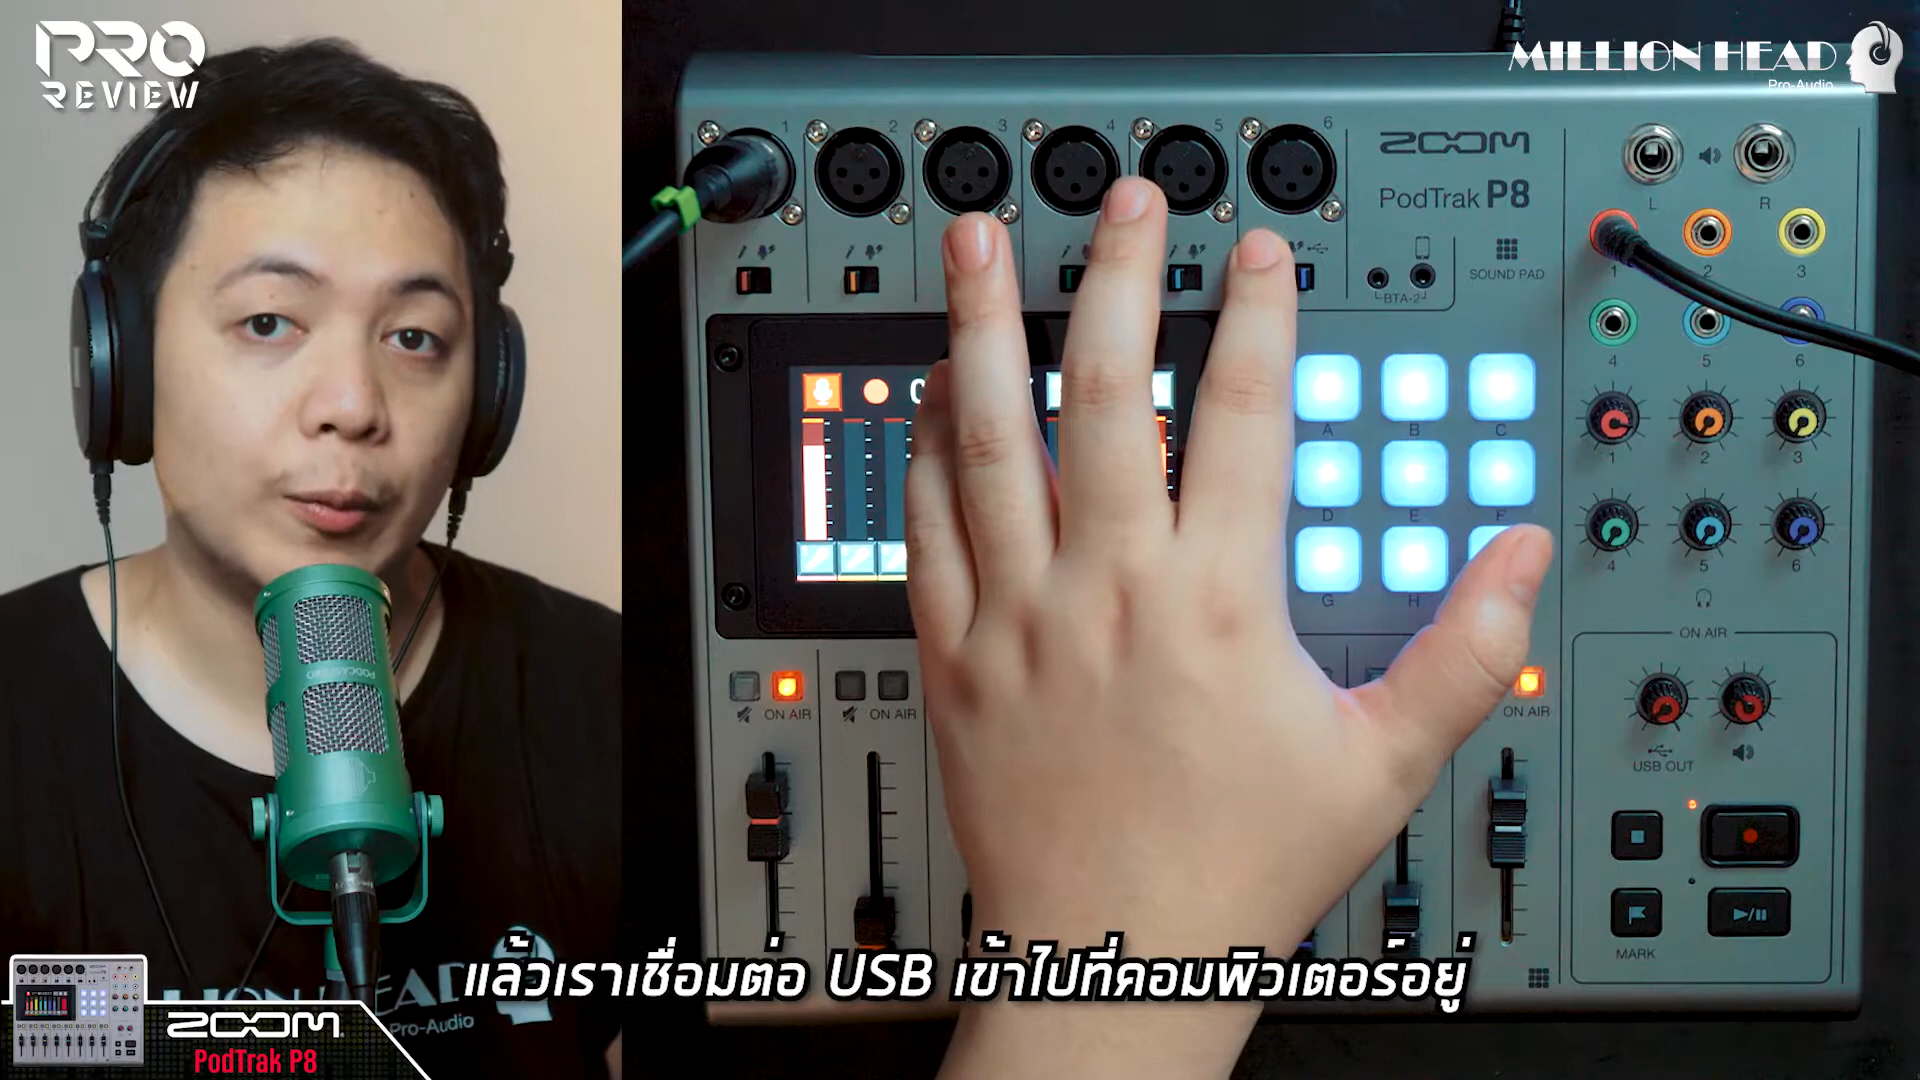 PRO
REVIEW
MILLION HEAD
Pro-Audio
1
2
3
4
5
6
ZOOM
PodTrak P8
BTA-2
SOUND PAD
L
R
1
2
3
4
5
6
A
B
C
D
E
F
G
H
1
2
3
4
5
6
ON AIR
ON AIR
ON AIR
ON AIR
USB OUT
MARK
แล้วเราเชื่อมต่อ USB เข้าไปที่คอมพิวเตอร์อยู่
Pro-Audio
ZOOM
PodTrak P8